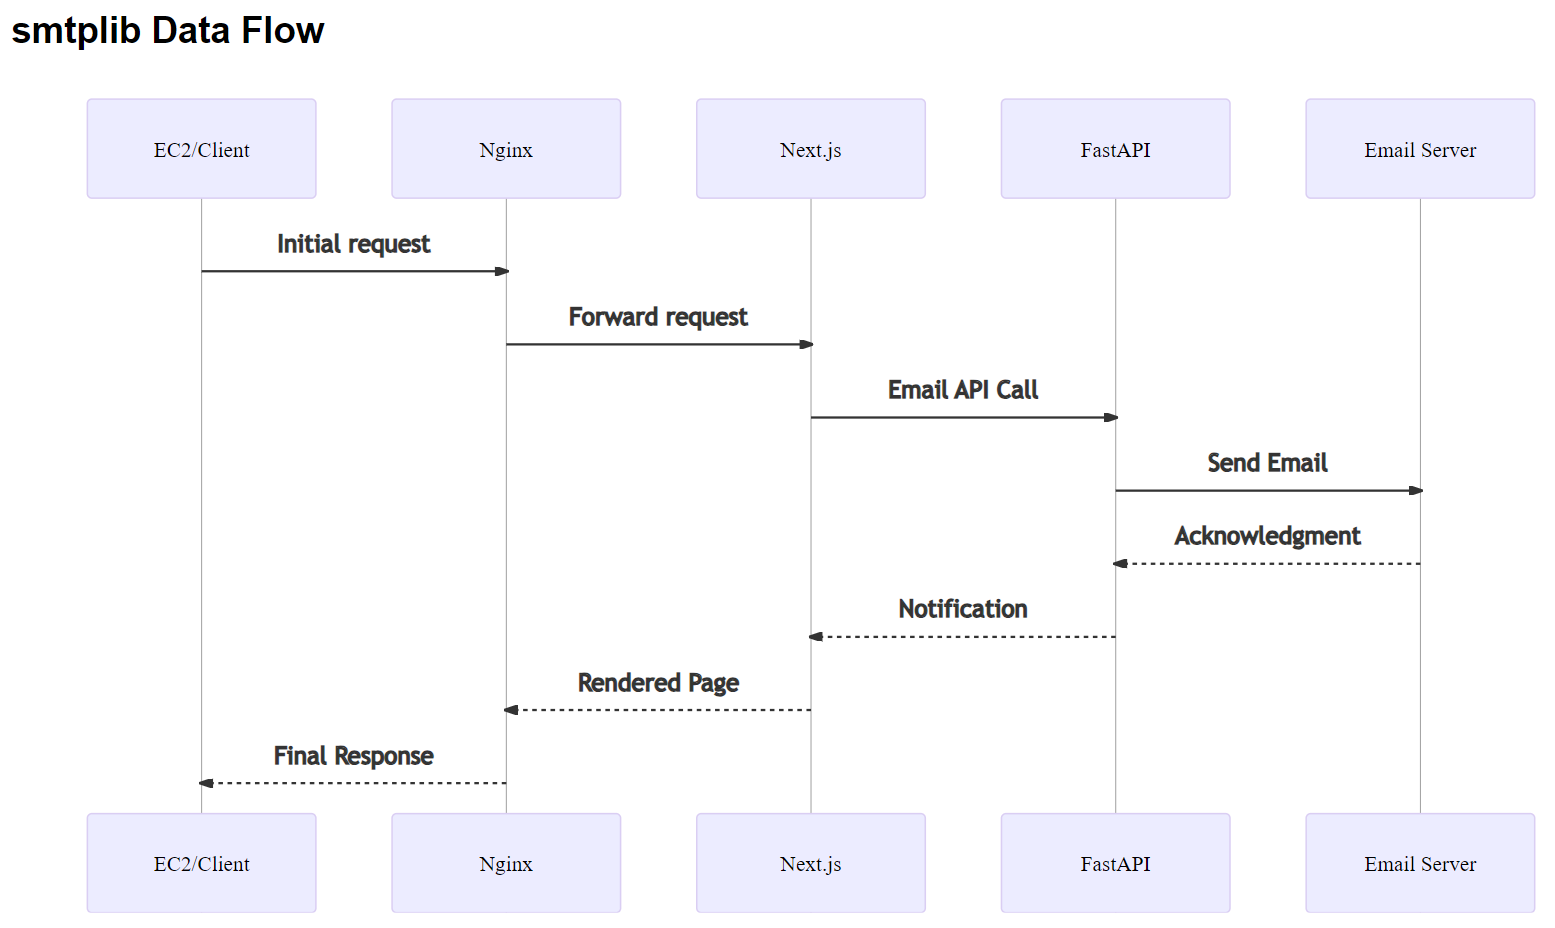 smtplib Data Flow
EC2/Client
Nginx
Next.js
FastAPI
Email Server
Initial request
Forward request
Email API Call
Send Email
Acknowledgment
Notification
Rendered Page
Final Response
EC2/Client
Nginx
Next.js
FastAPI
Email Server